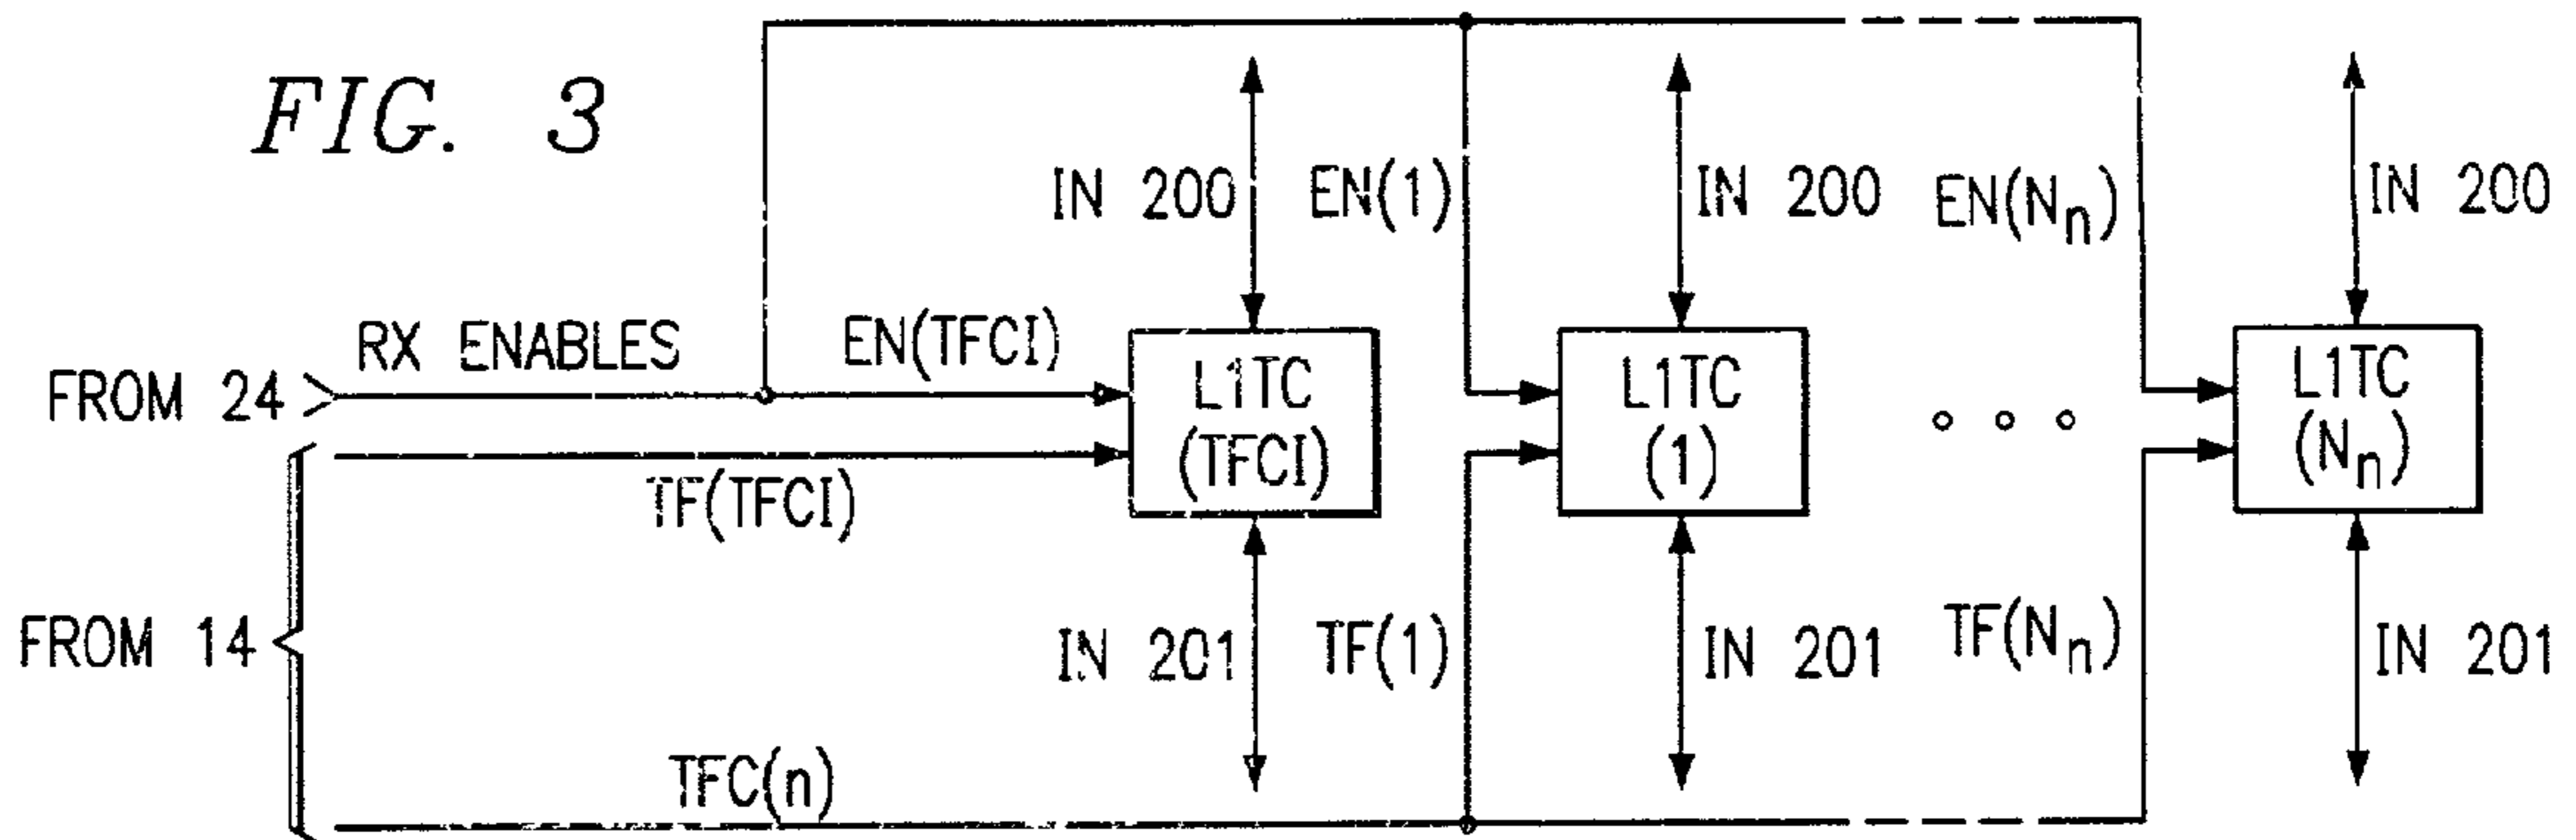 FIG. 3
IN 200
EN(1)
IN 200
EN(Nn)
IN 200
RX ENABLES
EN(TFCI)
FROM 24
L1TC
(TFCI)
L1TC
(1)
L1TC
(Nn)
TF(TFCI)
FROM 14
IN 201
TF(1)
IN 201
TF(Nn)
IN 201
TFC(n)